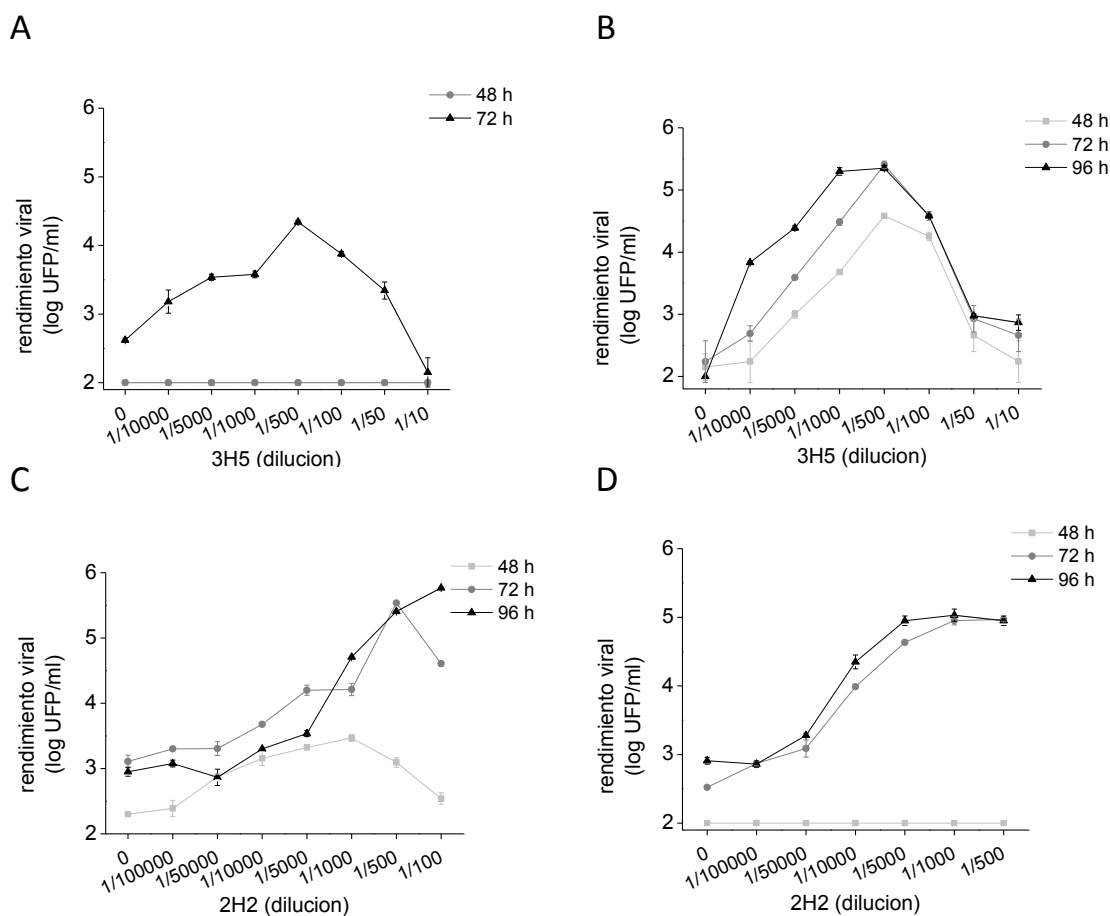 A
48 h
72 h
6
5
4
3
2
rendimiento viral
(log UFP/ml)
0
1/10000
1/5000
1/1000
1/500
1/100
1/50
1/10
3H5 (dilucion)
B
48 h
72 h
96 h
6
5
4
3
2
rendimiento viral
(log UFP/ml)
0
1/10000
1/5000
1/1000
1/500
1/100
1/50
1/10
3H5 (dilucion)
C
48 h
72 h
96 h
6
5
4
3
2
rendimiento viral
(log UFP/ml)
0
1/100000
1/50000
1/10000
1/5000
1/1000
1/500
1/100
2H2 (dilucion)
D
48 h
72 h
96 h
6
5
4
3
2
rendimiento viral
(log UFP/ml)
0
1/100000
1/50000
1/10000
1/5000
1/1000
1/500
2H2 (dilucion)